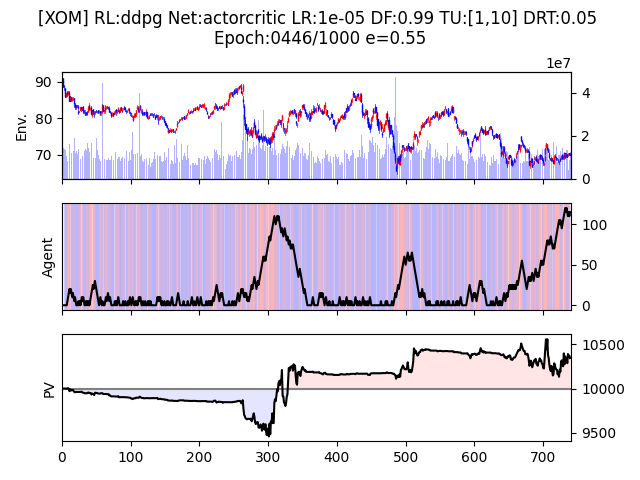 [XOM] RL:ddpg Net:actorcritic LR:1e-05 DF:0.99 TU:[1,10] DRT:0.05
Epoch:0446/1000 e=0.55
1e7
Env.
90
80
70
4
2
0
Agent
100
50
0
PV
10500
10000
9500
0 100 200 300 400 500 600 700